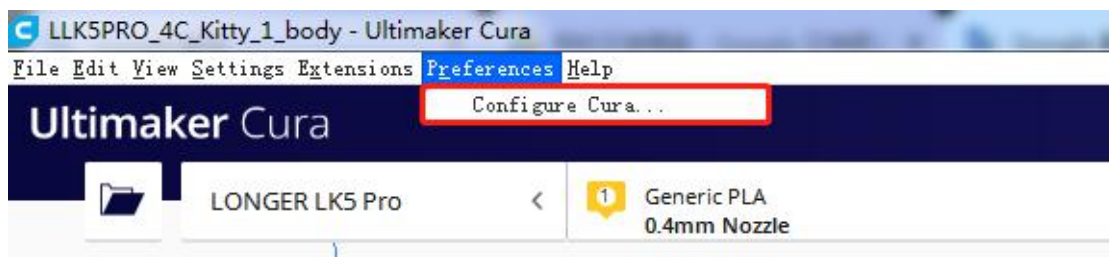 LLK5PRO_4C_Kitty_1_body - Ultimaker Cura
File Edit View Settings Extensions Preferences Help
Configure Cura...
Ultimaker Cura
LONGER LK5 Pro
1
Generic PLA
0.4mm Nozzle